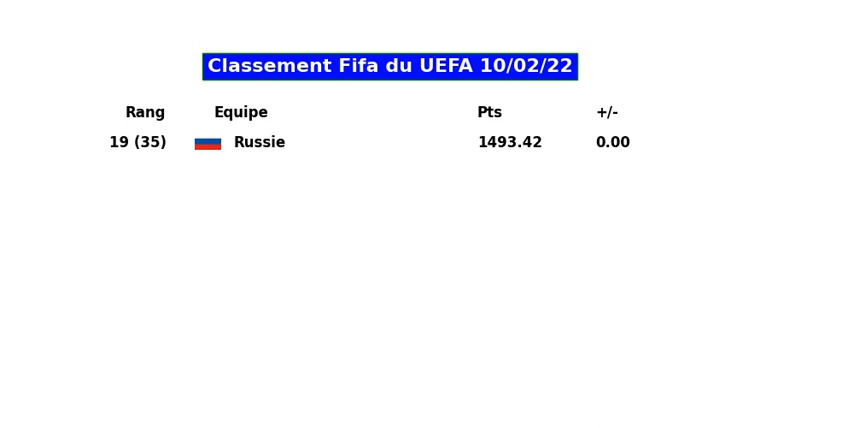 Classement Fifa du UEFA 10/02/22
Rang Equipe Pts +/-
19 (35) Russie 1493.42 0.00